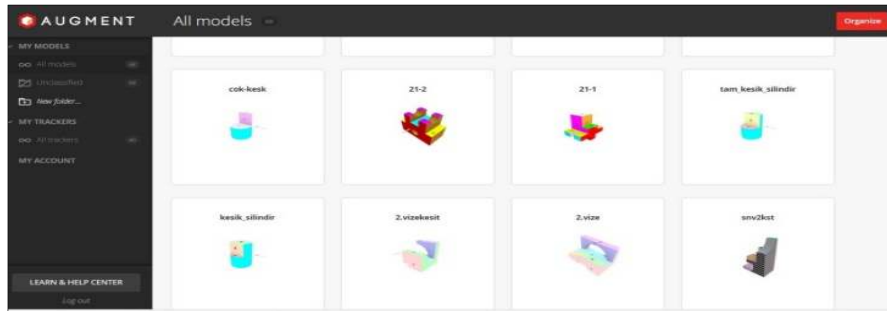 AUGMENT
All models
Organize
MY MODELS
All models
Unclassified
New folder...
MY TRACKERS
All trackers
MY ACCOUNT
LEARN & HELP CENTER
Log out
cok-kesk
21-2
21-1
tam_kesik_silindir
kesik_silindir
2.vizekesit
2.vize
snv2kst